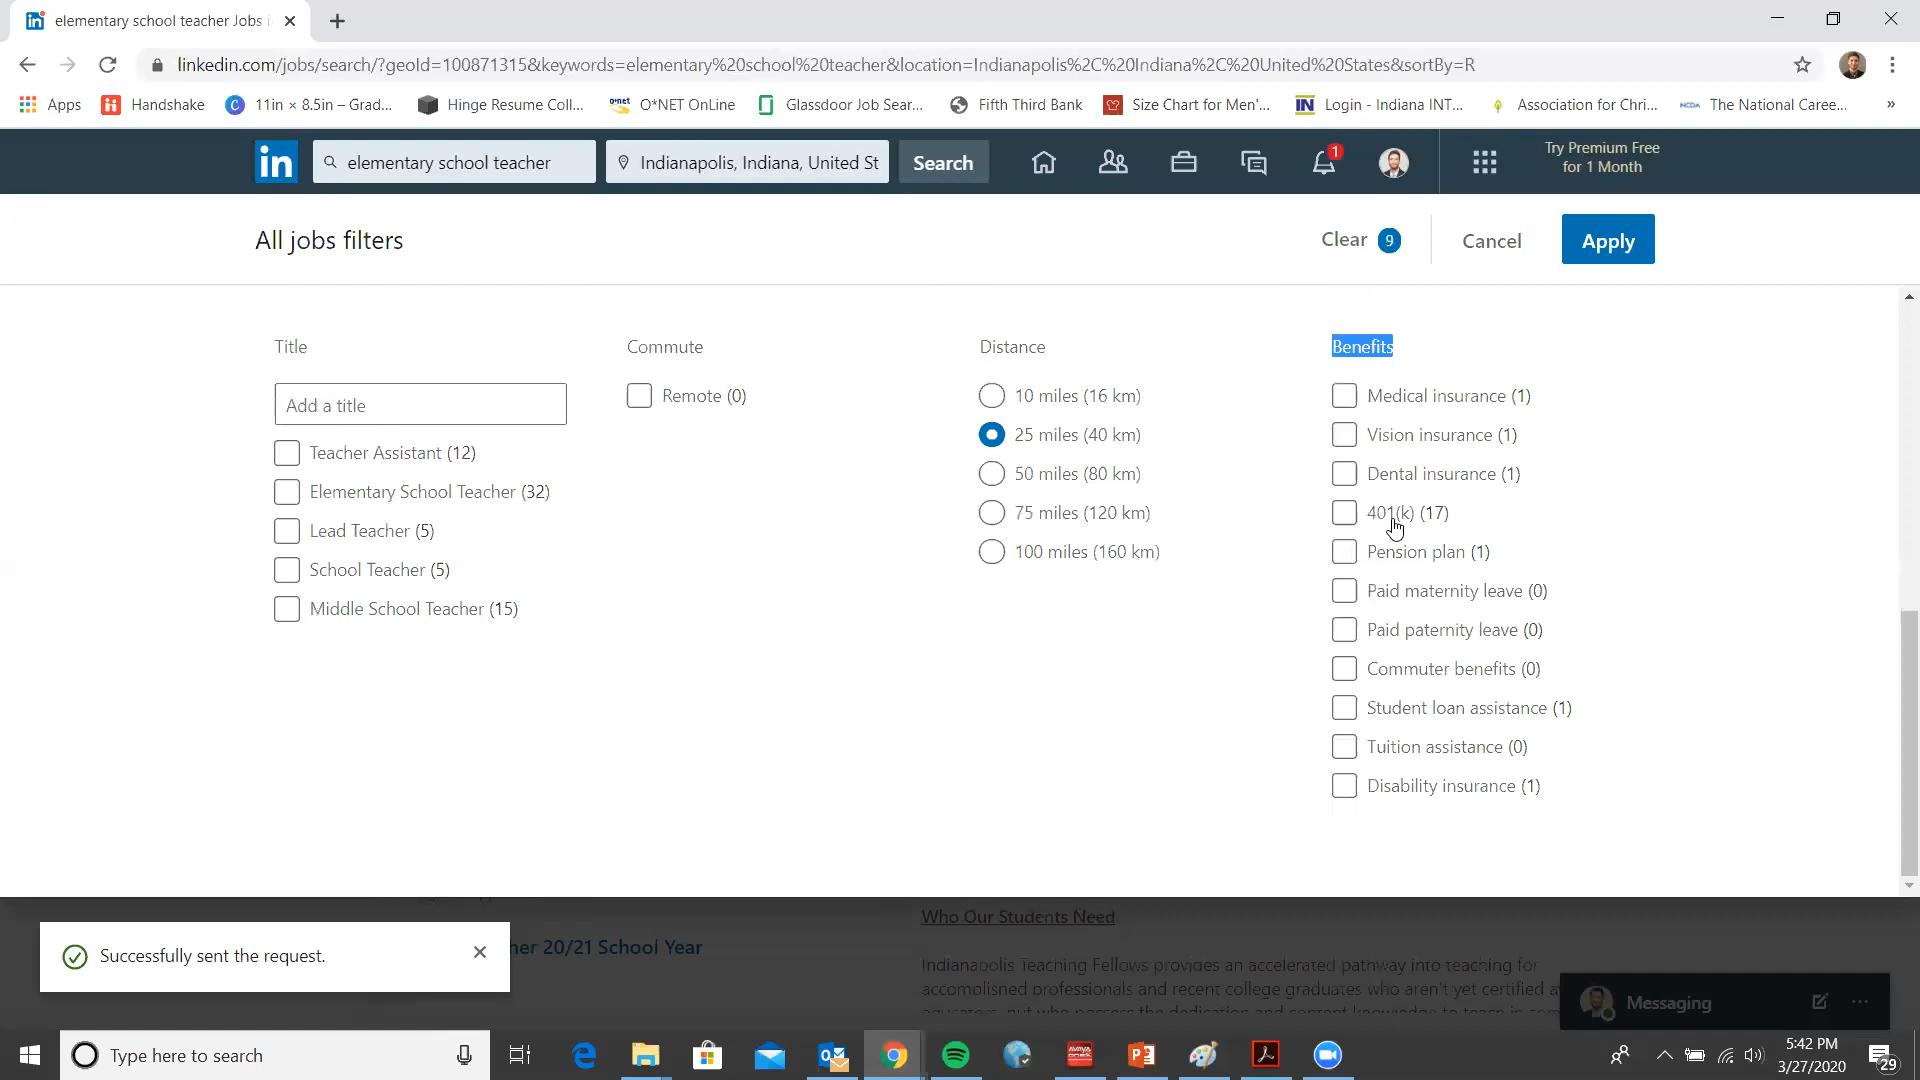 elementary school teacher Jobs i
linkedin.com/jobs/search/?geoId=100871315&keywords=elementary%20school%20teacher&location=Indianapolis%2C%20Indiana%2C%20United%20States&sortBy=R
Apps
Handshake
11in × 8.5in – Grad...
Hinge Resume Coll...
O*NET OnLine
Glassdoor Job Sear...
Fifth Third Bank
Size Chart for Men'...
IN
Login - Indiana INT...
Association for Chri...
NCDA
The National Caree...
»
in
elementary school teacher
Indianapolis, Indiana, United St
Search
1
Try Premium Free
for 1 Month
All jobs filters
Clear 9
Cancel
Apply
Title
Add a title
Teacher Assistant (12)
Elementary School Teacher (32)
Lead Teacher (5)
School Teacher (5)
Middle School Teacher (15)
Commute
Remote (0)
Distance
10 miles (16 km)
25 miles (40 km)
50 miles (80 km)
75 miles (120 km)
100 miles (160 km)
Benefits
Medical insurance (1)
Vision insurance (1)
Dental insurance (1)
401(k) (17)
Pension plan (1)
Paid maternity leave (0)
Paid paternity leave (0)
Commuter benefits (0)
Student loan assistance (1)
Tuition assistance (0)
Disability insurance (1)
Who Our Students Need
Successfully sent the request.
her 20/21 School Year
Indianapolis Teaching Fellows provides an accelerated pathway into teaching for
accomplished professionals and recent college graduates who aren't yet certified
Messaging
Type here to search
5:42 PM
3/27/2020
29